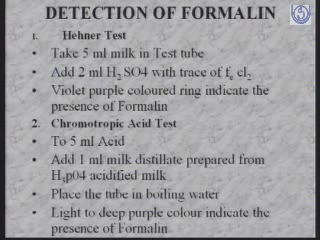 DETECTION OF FORMALIN
1. Hehner Test
• Take 5 ml milk in Test tube
• Add 2 ml H2 SO4 with trace of fe cl2
• Violet purple coloured ring indicate the
presence of Formalin
2. Chromotropic Acid Test
• To 5 ml Acid
• Add 1 ml milk distillate prepared from
H3p04 acidified milk
• Place the tube in boiling water
• Light to deep purple colour indicate the
presence of Formalin